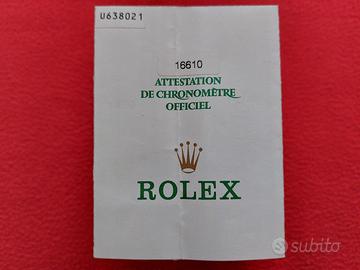 U638021
16610
ATTESTATION
DE CHRONOMÈTRE
OFFICIEL
ROLEX
subito